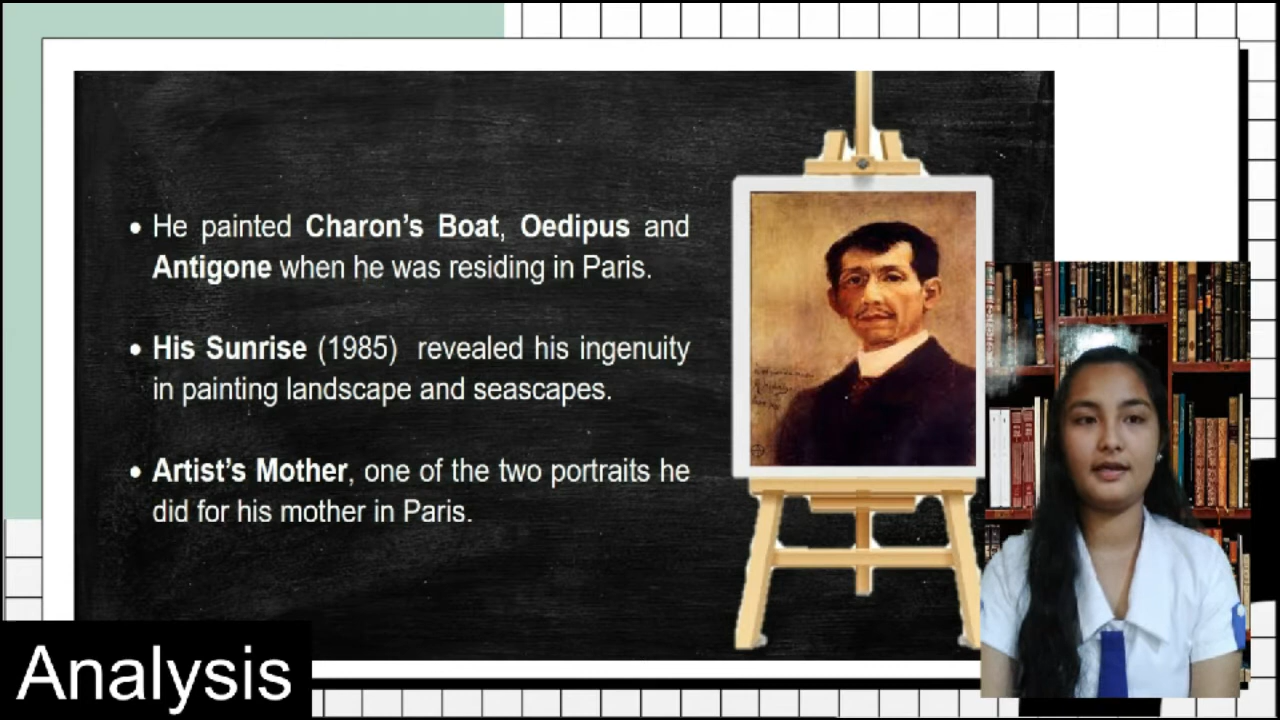 • He painted Charon’s Boat, Oedipus and
Antigone when he was residing in Paris.
• His Sunrise (1985) revealed his ingenuity
in painting landscape and seascapes.
• Artist’s Mother, one of the two portraits he
did for his mother in Paris.
Analysis